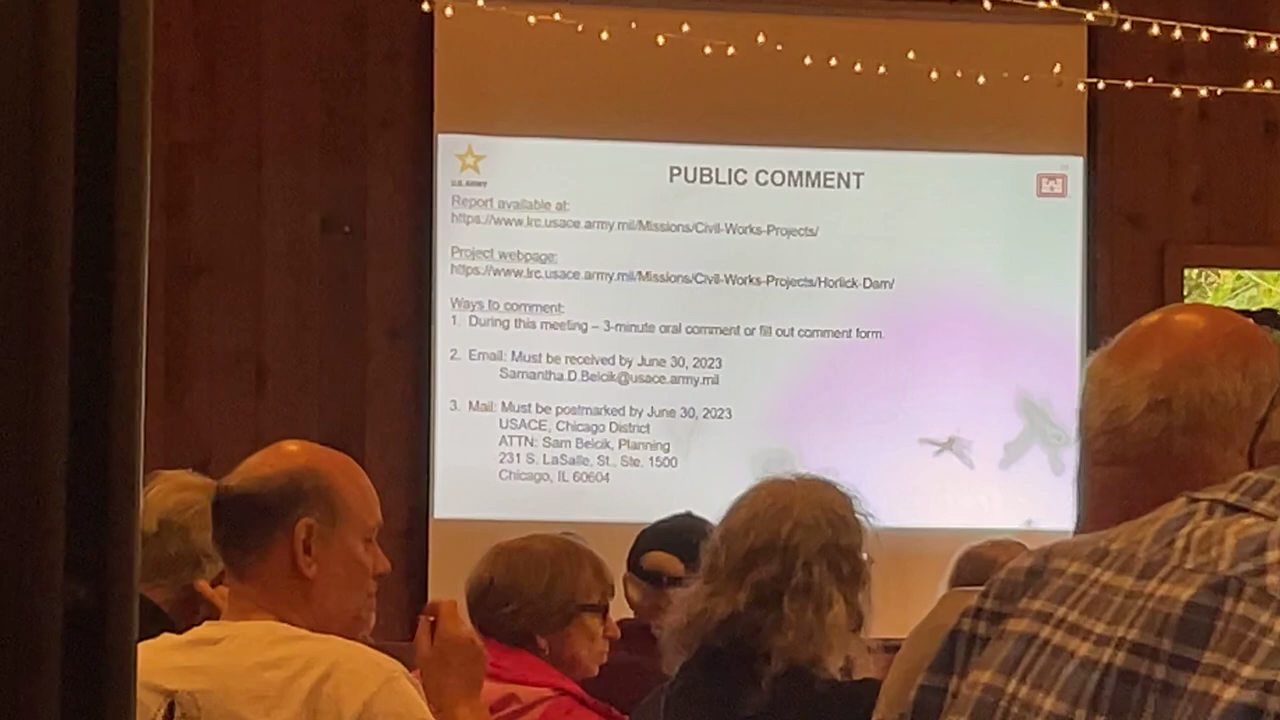 PUBLIC COMMENT
U.S. ARMY
Report available at:
https://www.lrc.usace.army.mil/Missions/Civil-Works-Projects/
Project webpage:
https://www.lrc.usace.army.mil/Missions/Civil-Works-Projects/Horlick-Dam/
Ways to comment:
1. During this meeting – 3-minute oral comment or fill out comment form.
2. Email: Must be received by June 30, 2023
Samantha.D.Belcik@usace.army.mil
3. Mail: Must be postmarked by June 30, 2023
USACE, Chicago District
ATTN: Sam Belcik, Planning
231 S. LaSalle, St., Ste. 1500
Chicago, IL 60604